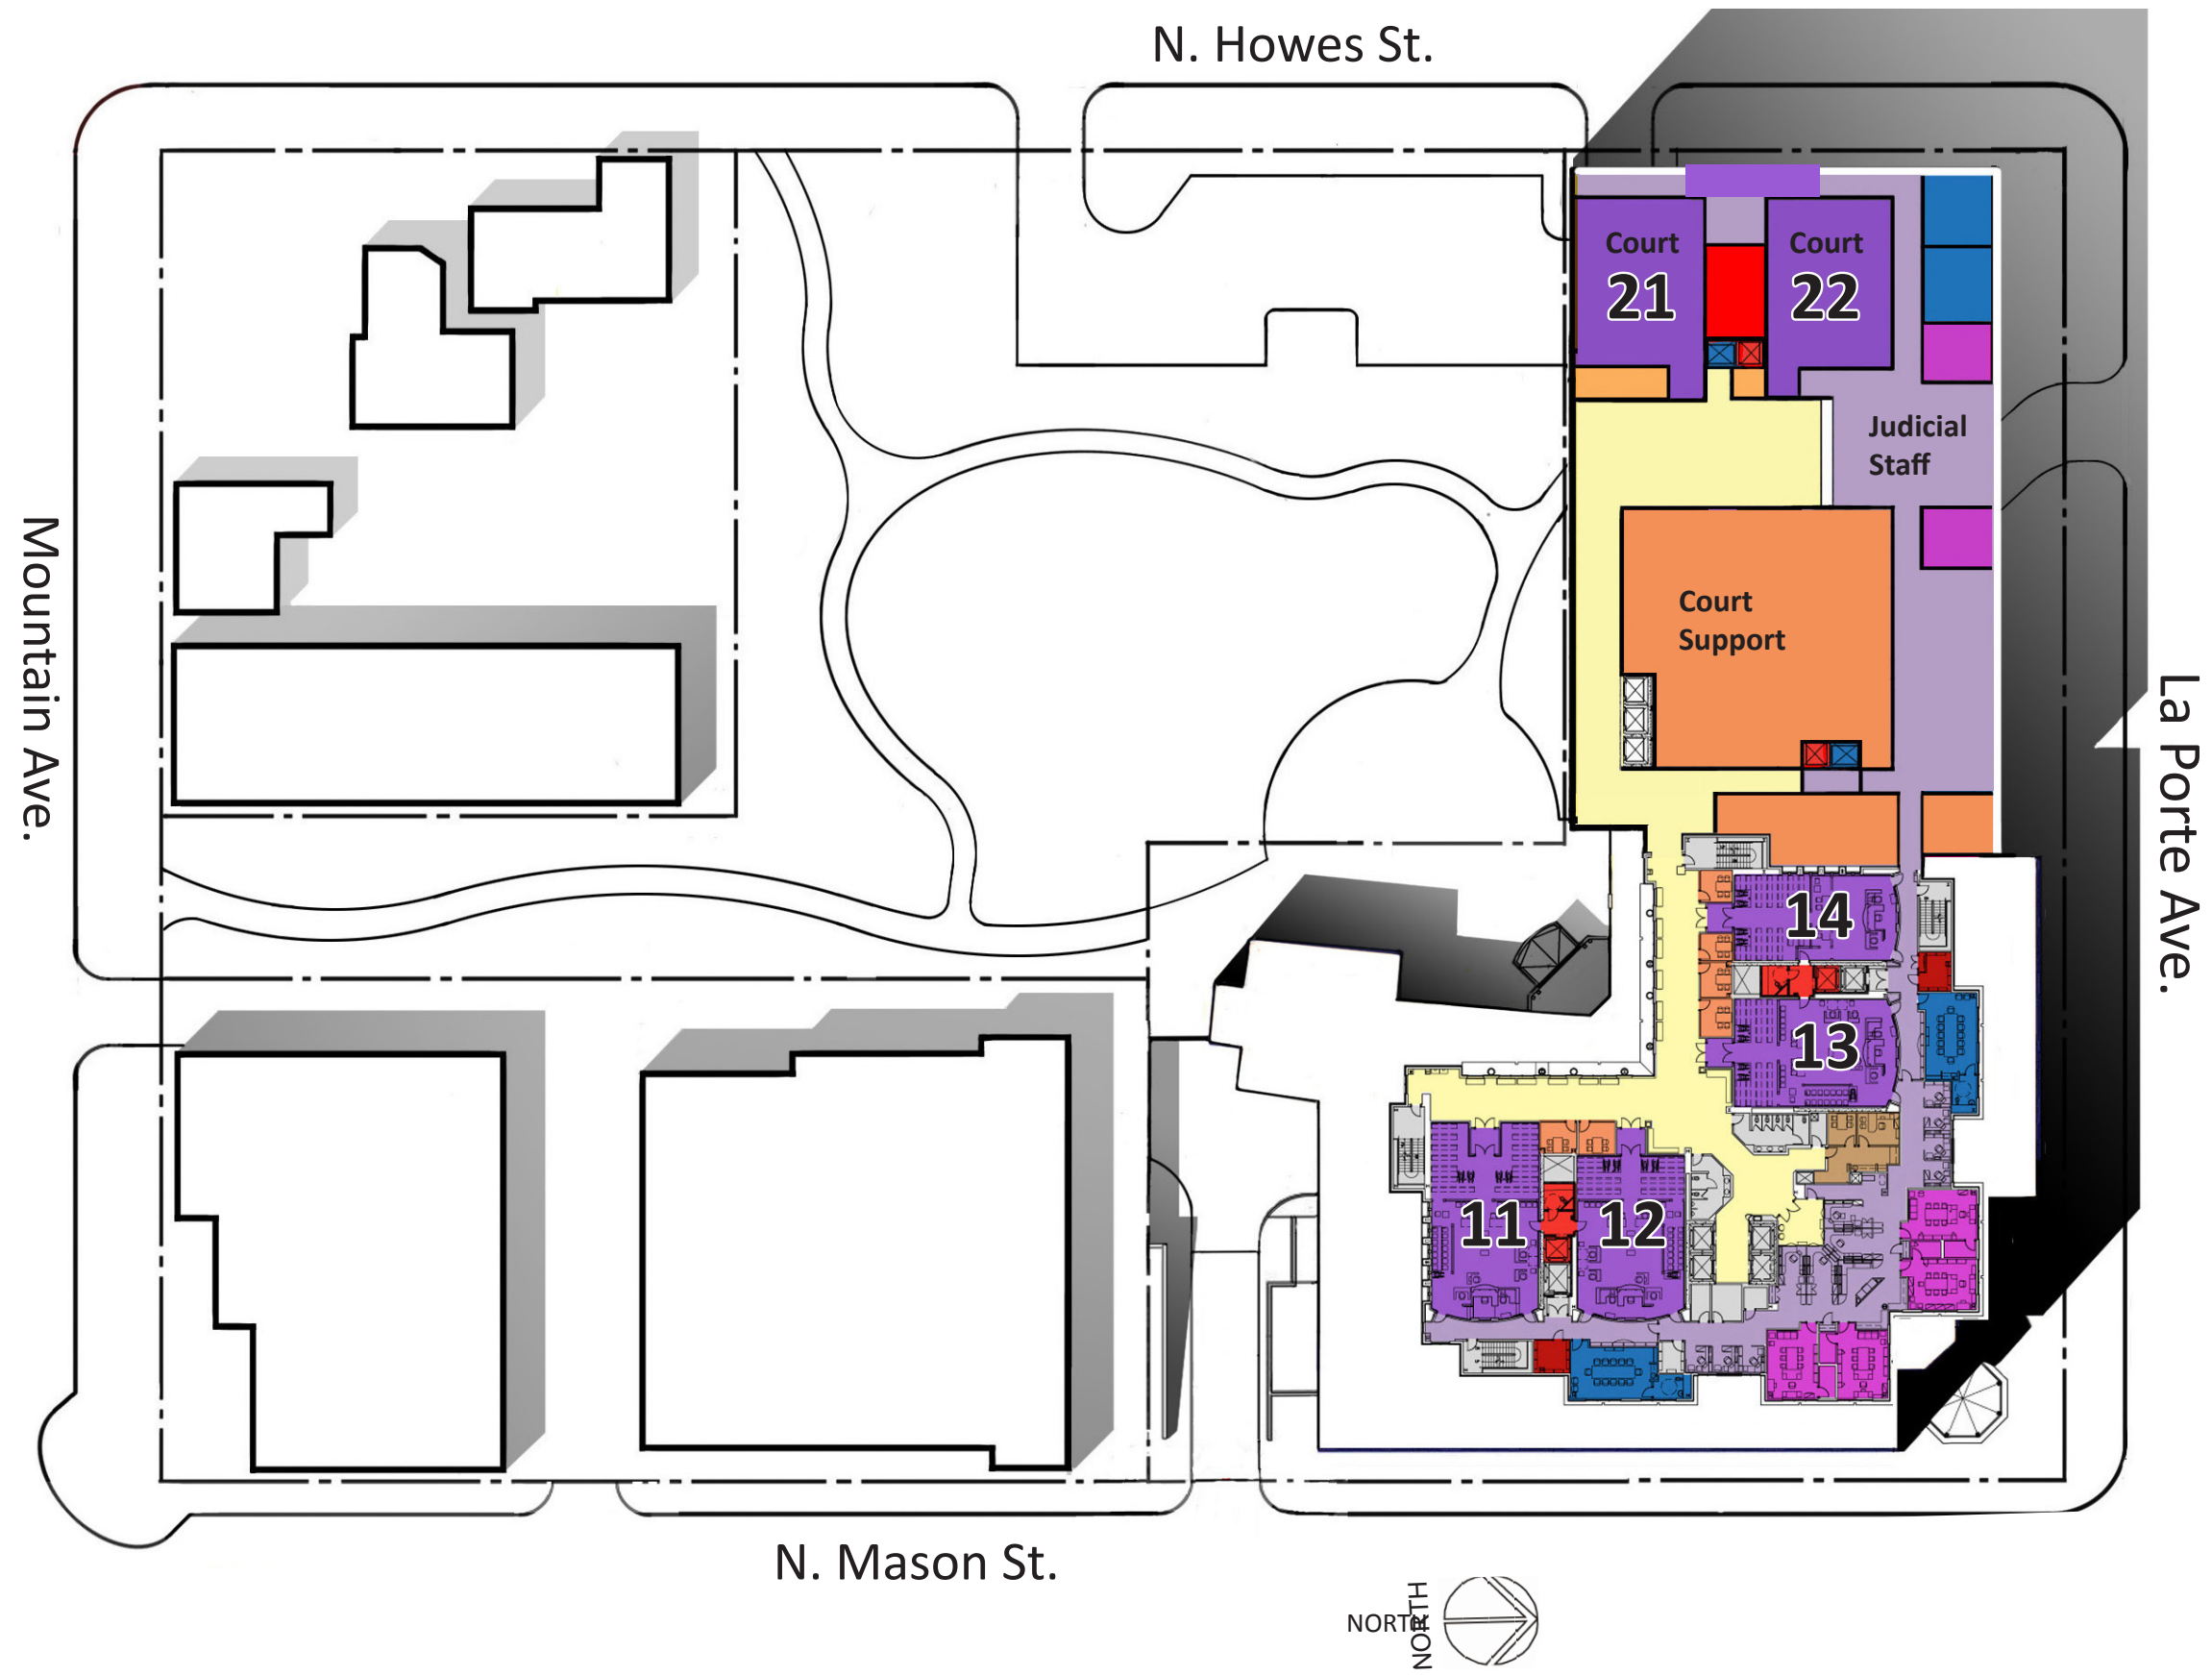 N. Howes St.
Court
21
Court
22
Judicial
Staff
Mountain Ave.
Court
Support
La Porte Ave.
14
13
11
12
N. Mason St.
NORTH
NORTH